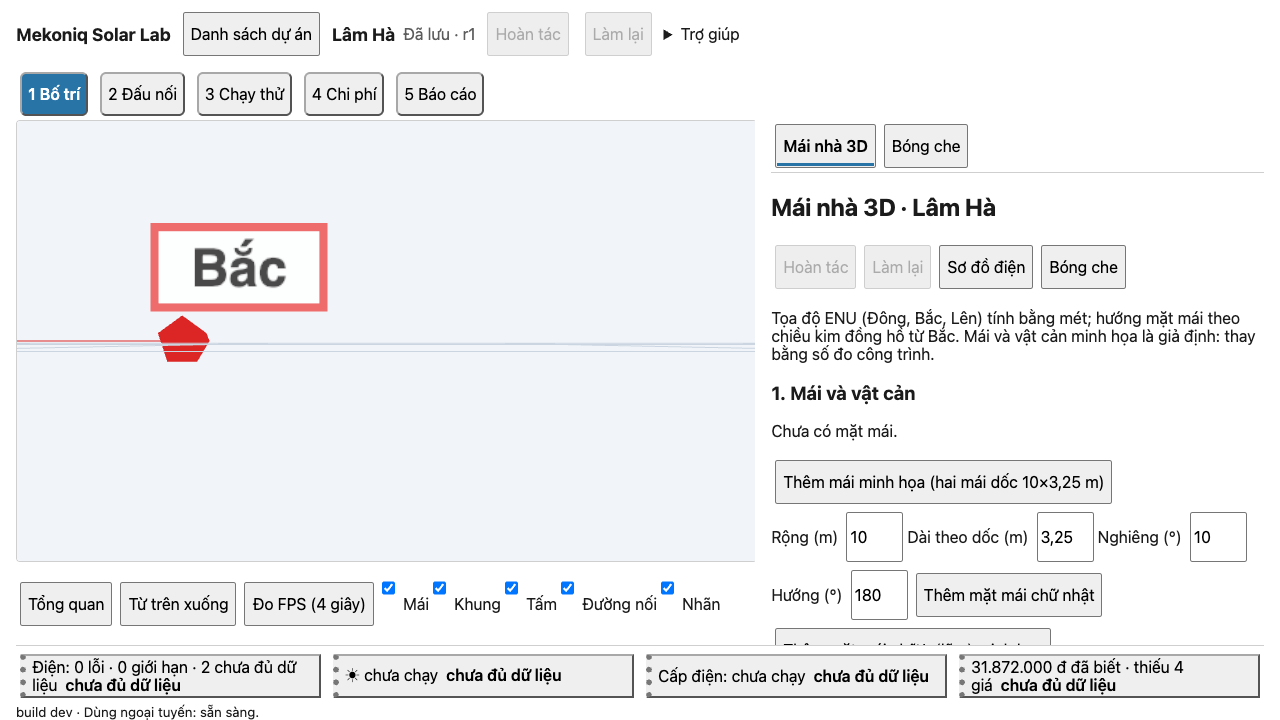 Mekoniq Solar Lab Danh sách dự án Lâm Hà Đã lưu · r1 Hoàn tác Làm lại ▶ Trợ giúp
1 Bố trí 2 Đấu nối 3 Chạy thử 4 Chi phí 5 Báo cáo
Bắc
Tổng quan Từ trên xuống Đo FPS (4 giây) Mái Khung Tấm Đường nối Nhãn
Mái nhà 3D Bóng che
Mái nhà 3D · Lâm Hà
Hoàn tác Làm lại Sơ đồ điện Bóng che
Tọa độ ENU (Đông, Bắc, Lên) tính bằng mét; hướng mặt mái theo
chiều kim đồng hồ từ Bắc. Mái và vật cản minh họa là giả định: thay
bằng số đo công trình.
1. Mái và vật cản
Chưa có mặt mái.
Thêm mái minh họa (hai mái dốc 10×3,25 m)
Rộng (m) 10 Dài theo dốc (m) 3,25 Nghiêng (°) 10
Hướng (°) 180 Thêm mặt mái chữ nhật
Điện: 0 lỗi · 0 giới hạn · 2 chưa đủ dữ
liệu chưa đủ dữ liệu
☀ chưa chạy chưa đủ dữ liệu
Cấp điện: chưa chạy chưa đủ dữ liệu
31.872.000 đ đã biết · thiếu 4
giá chưa đủ dữ liệu
build dev · Dùng ngoại tuyến: sẵn sàng.